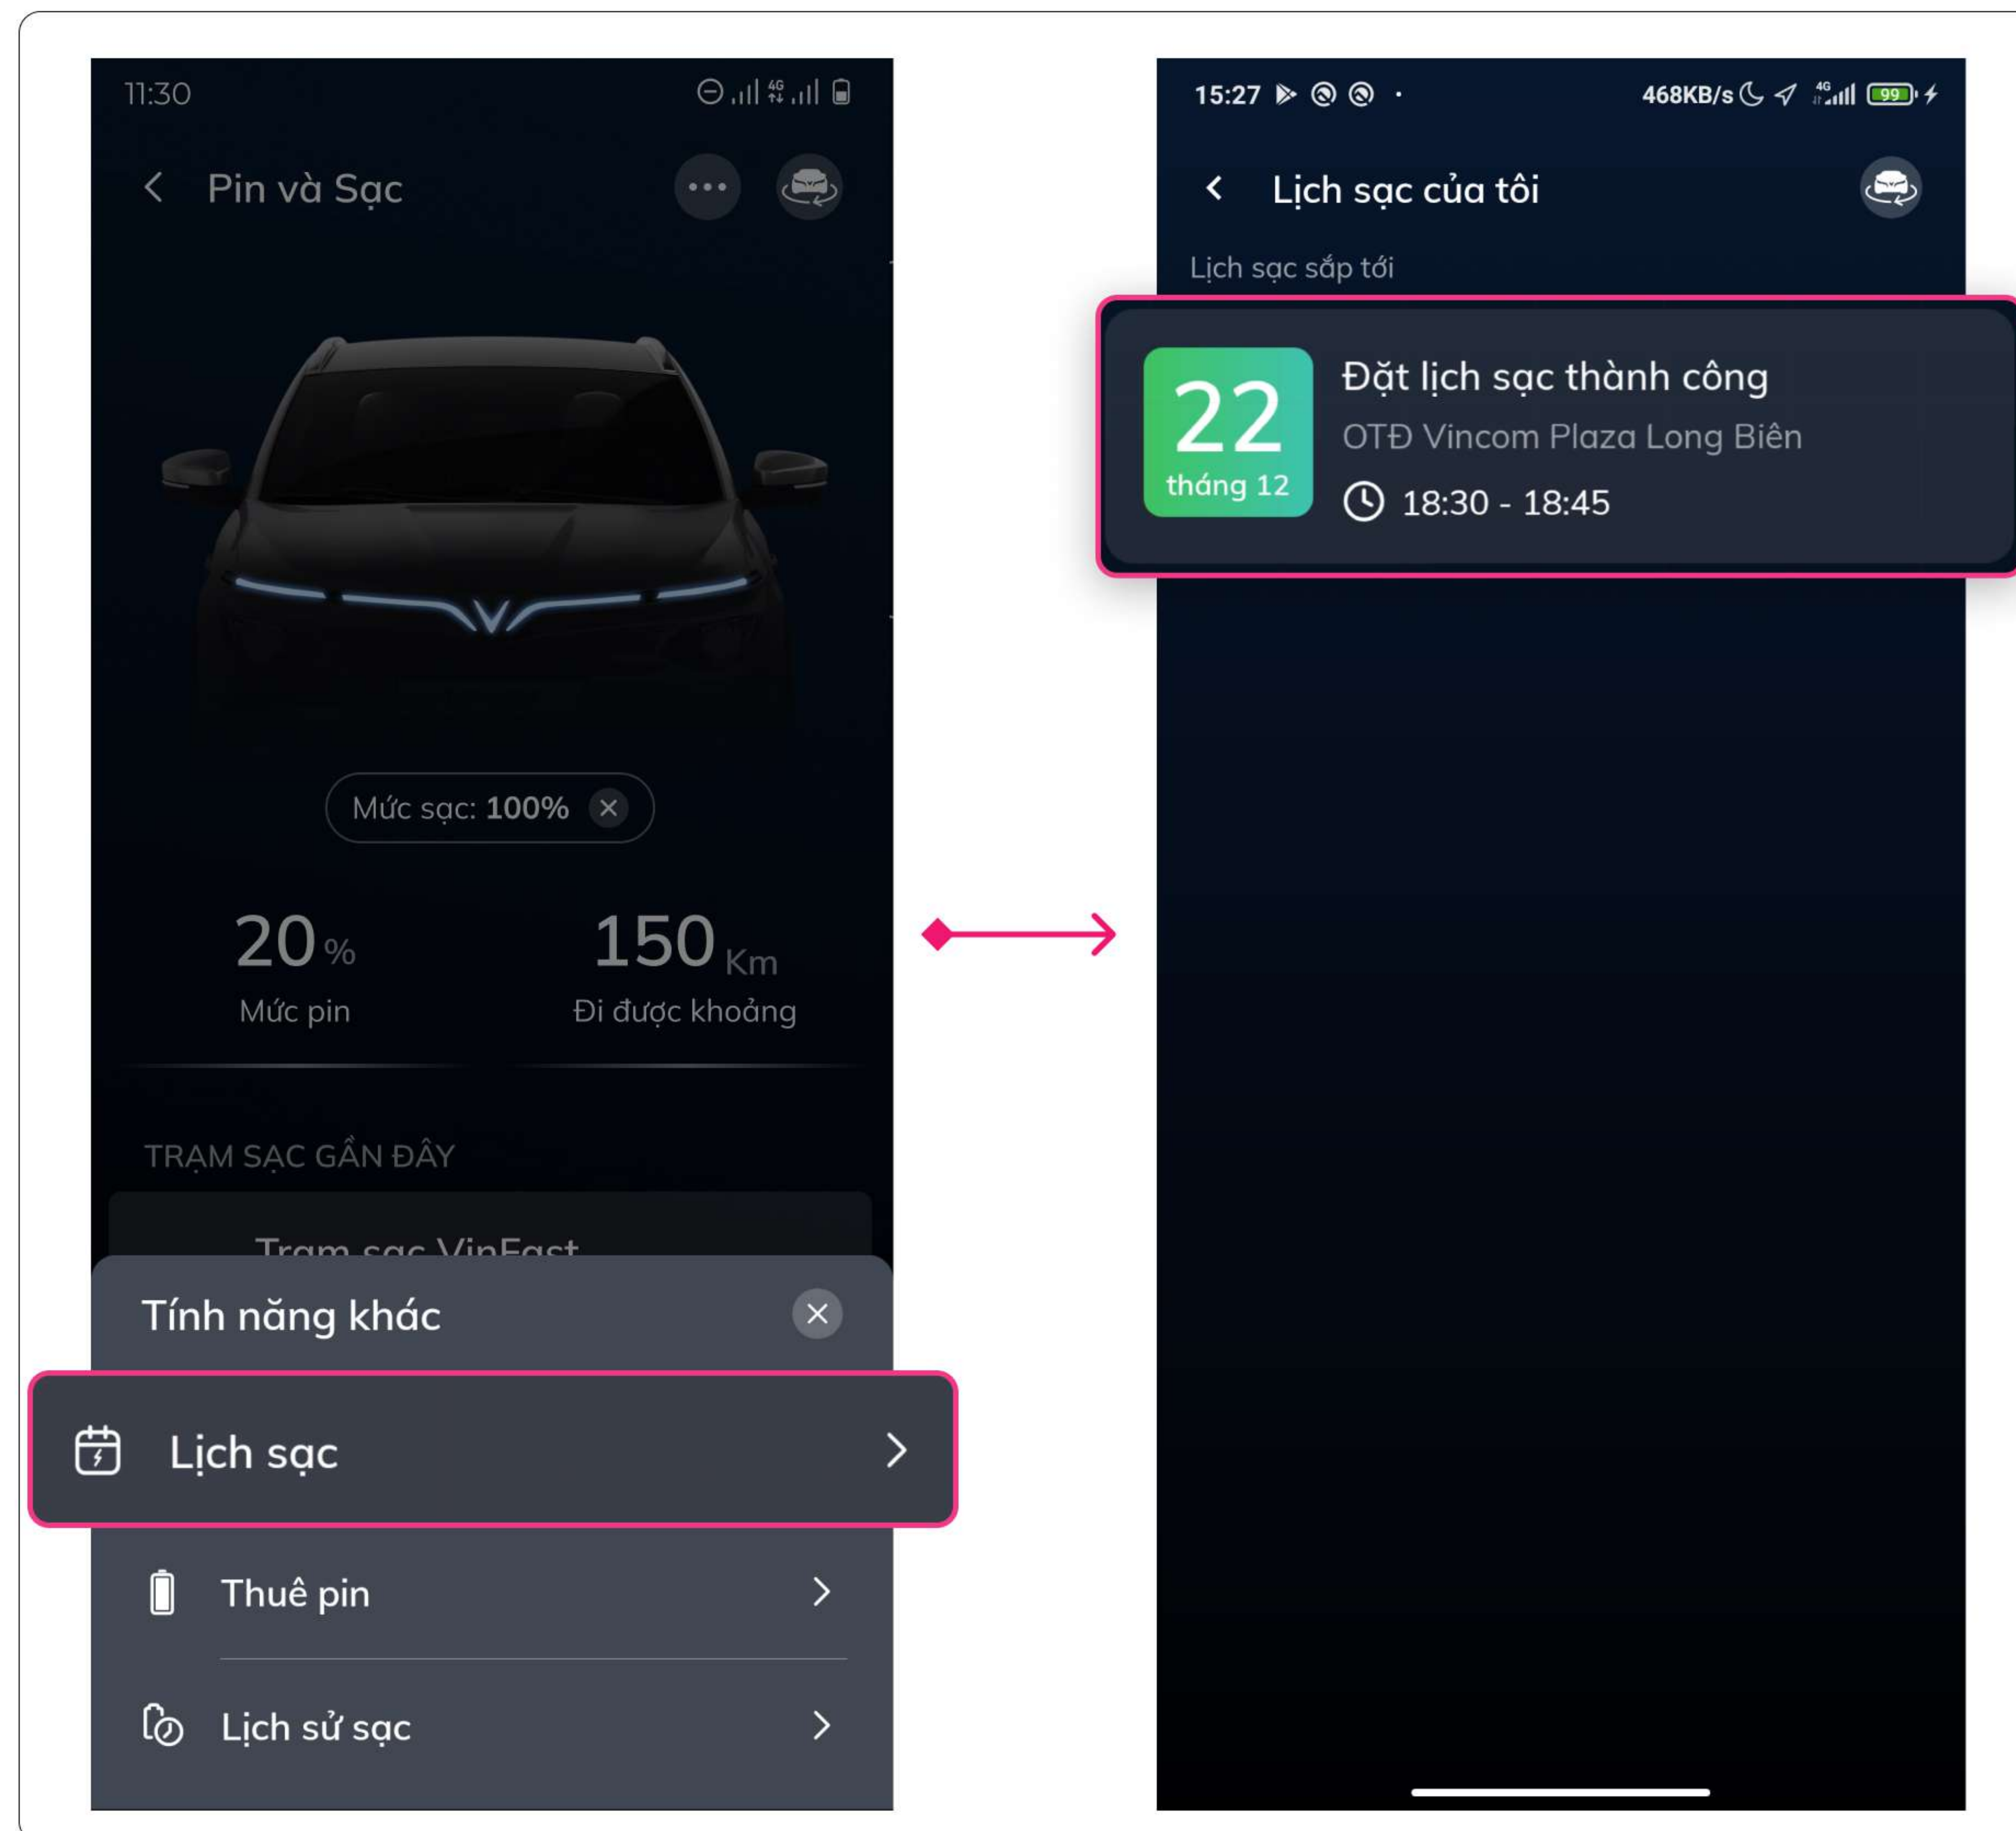 11:30
4G
Pin và Sạc
Mức sạc: 100%
20 %
Mức pin
150 Km
Đi được khoảng
TRẠM SẠC GẦN ĐÂY
Trạm sạc VinFast
Tính năng khác
Lịch sạc
Thuê pin
Lịch sử sạc
15:27
468KB/s
4G
99
Lịch sạc của tôi
Lịch sạc sắp tới
22
tháng 12
Đặt lịch sạc thành công
OTĐ Vincom Plaza Long Biên
18:30 - 18:45